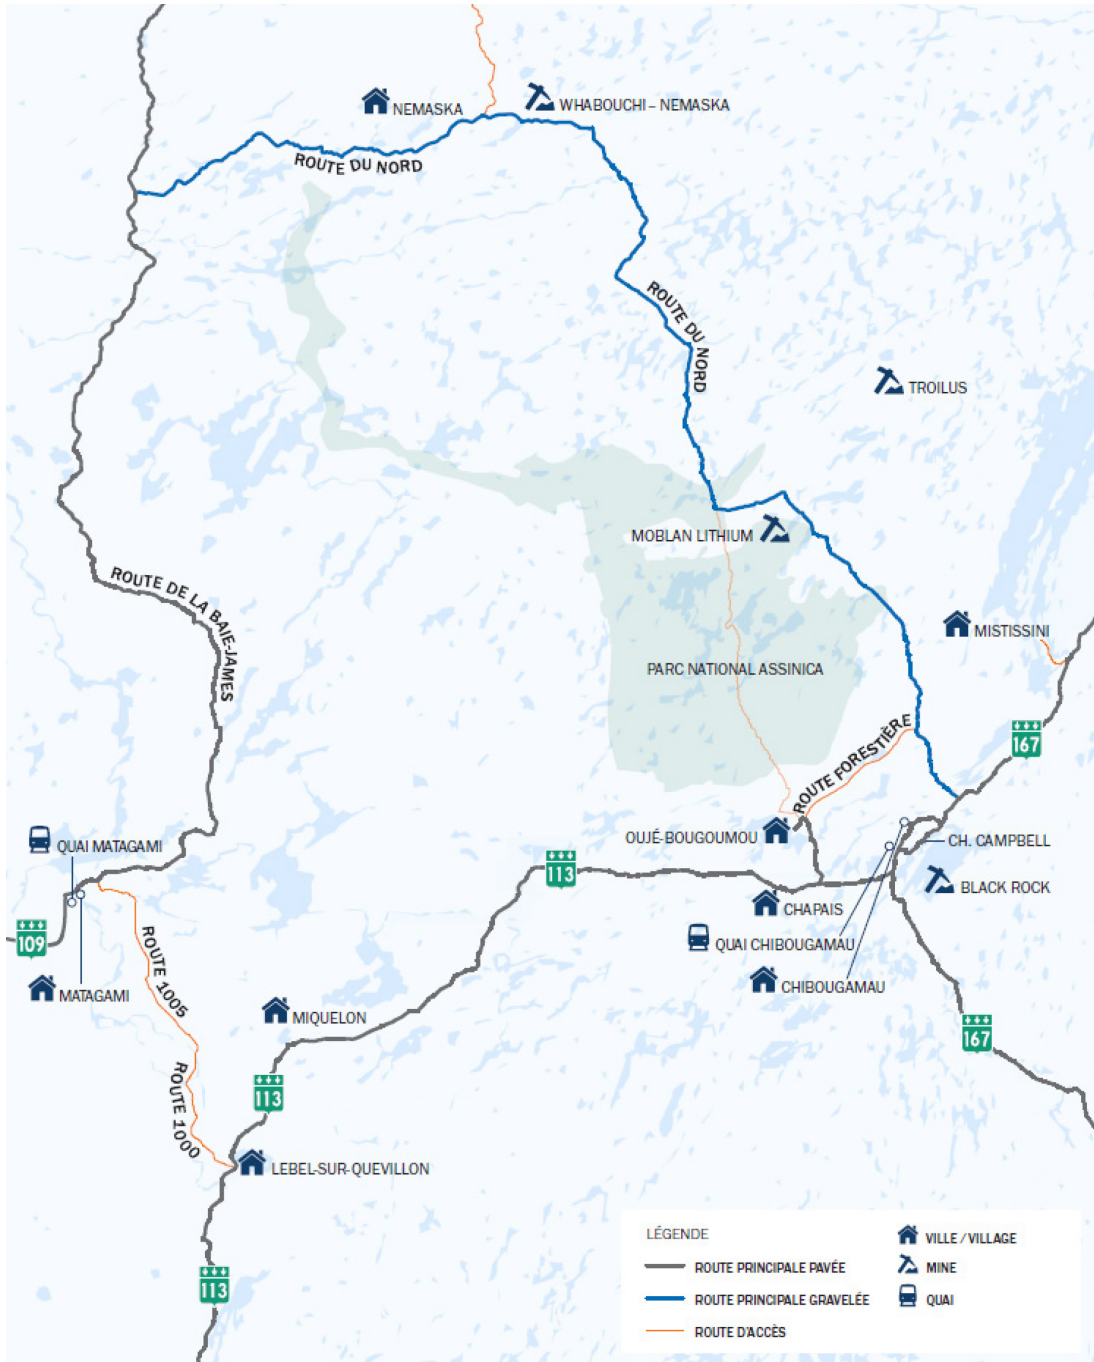 NEMASKA
WHABOUCHI – NEMASKA
ROUTE DU NORD
ROUTE DU NORD
TROILUS
MOBLAN LITHIUM
ROUTE DE LA BAIE-JAMES
MISTISSINI
PARC NATIONAL ASSINICA
ROUTE FORESTIÈRE
167
OUJÉ-BOUGOUMOU
QUAI MATAGAMI
CH. CAMPBELL
113
BLACK ROCK
CHAPAIS
109
ROUTE 1005
QUAI CHIBOUGAMAU
MATAGAMI
CHIBOUGAMAU
MIQUELON
167
ROUTE 1000
113
LEBEL-SUR-QUEVILLON
113
LÉGENDE
ROUTE PRINCIPALE PAVÉE
ROUTE PRINCIPALE GRAVELÉE
ROUTE D'ACCÈS
VILLE / VILLAGE
MINE
QUAI